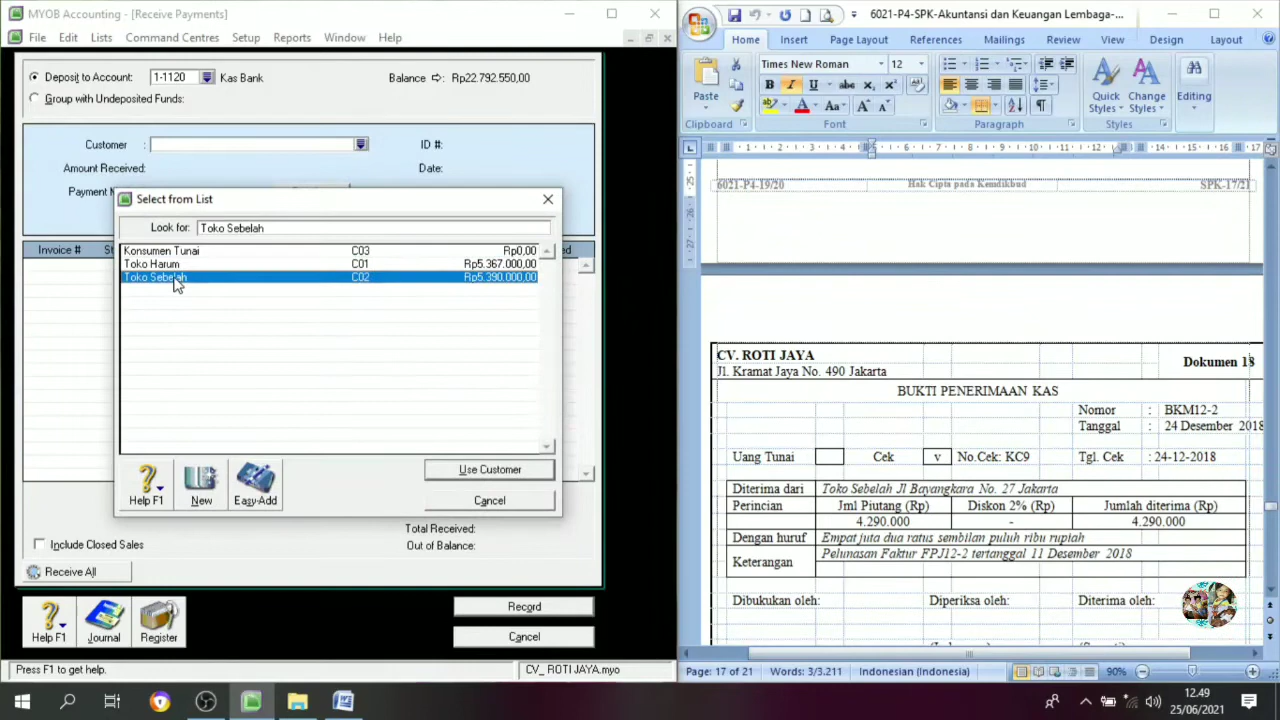 MYOB Accounting - [Receive Payments]
File Edit Lists Command Centres Setup Reports Window Help
Deposit to Account: 1-1120 Kas Bank Balance Rp22.792.550,00
Group with Undeposited Funds:
Customer : ID #:
Amount Received: Date:
Payment
Select from List
Look for: Toko Sebelah
Invoice #
Konsumen Tunai C03 Rp0,00
Toko Harum C01 Rp5.367.000,00
Toko Sebelah C02 Rp5.390.000,00
Use Customer
Help F1 New Easy-Add Cancel
Total Received:
Out of Balance:
Include Closed Sales
Receive All
Record
Help F1 Journal Register Cancel
Press F1 to get help. CV_ROTI JAYA.myo
6021-P4-SPK-Akuntansi dan Keuangan Lembaga-...
Home Insert Page Layout References Mailings Review View Design Layout
Times New Roman 12
Paste
Quick Styles
Change Styles
Editing
Clipboard Font Paragraph Styles
6021-P4-19/20 Hak Cipta pada Kemdikbud SPK-17/21
CV. ROTI JAYA Dokumen 18
Jl. Kramat Jaya No. 490 Jakarta
BUKTI PENERIMAAN KAS
Nomor : BKM12-2
Tanggal : 24 Desember 2018
Uang Tunai Cek v No.Cek: KC9 Tgl. Cek : 24-12-2018
Diterima dari Toko Sebelah Jl Bayangkara No. 27 Jakarta
Perincian Jml Piutang (Rp) Diskon 2% (Rp) Jumlah diterima (Rp)
4.290.000 - 4.290.000
Dengan huruf Empat juta dua ratus sembilan puluh ribu rupiah
Keterangan Pelunasan Faktur FPJ12-2 tertanggal 11 Desember 2018
Dibukukan oleh: Diperiksa oleh: Diterima oleh:
Page: 17 of 21 Words: 3/3.211 Indonesian (Indonesia) 90%
12.49
25/06/2021